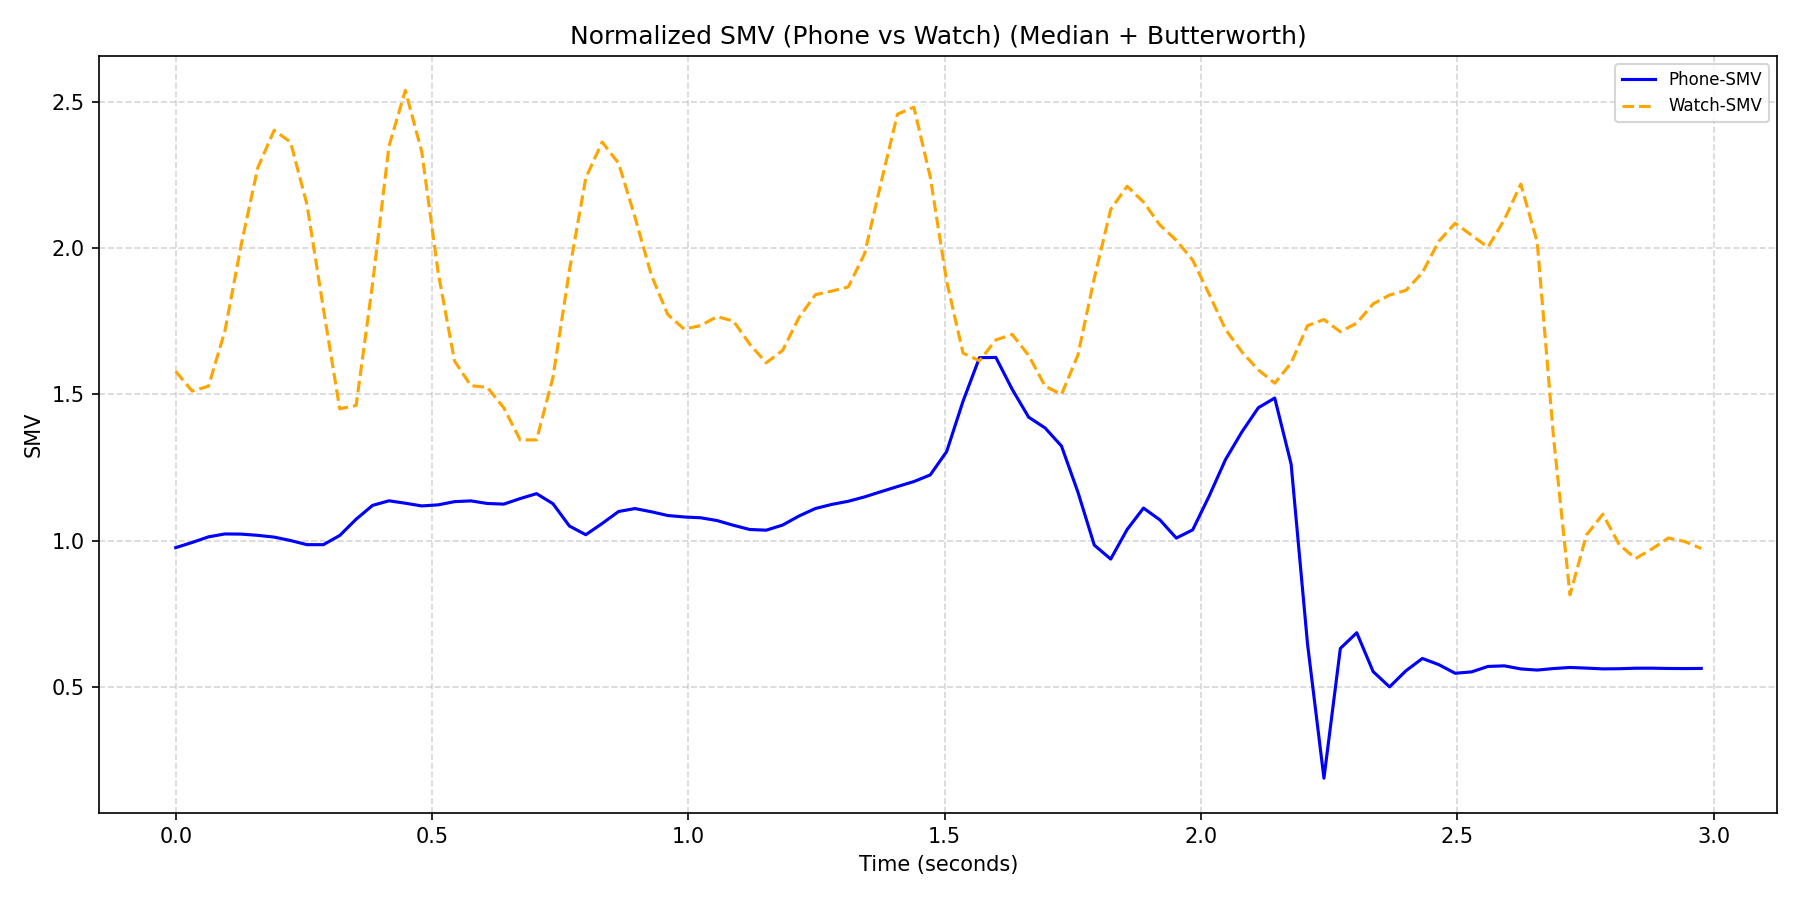 Normalized SMV (Phone vs Watch) (Median + Butterworth)
Phone-SMV
Watch-SMV
2.5
2.0
1.5
1.0
0.5
SMV
0.0 0.5 1.0 1.5 2.0 2.5 3.0
Time (seconds)